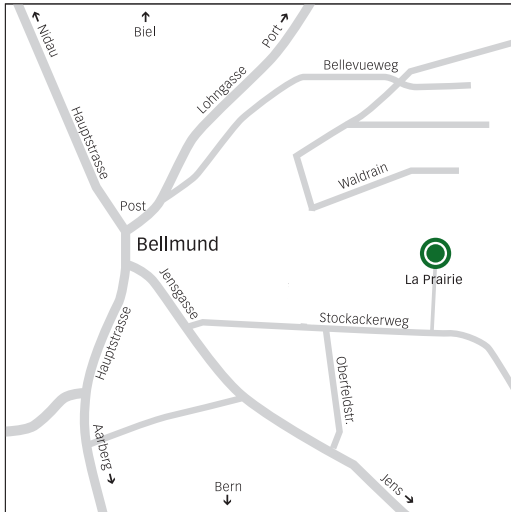 Nidau
Biel
Port
Bellevueweg
Lohngasse
Hauptstrasse
Waldrain
Post
Bellmund
La Prairie
Jensgasse
Stockackerweg
Hauptstrasse
Oberfeldstr.
Aarberg
Bern
Jens